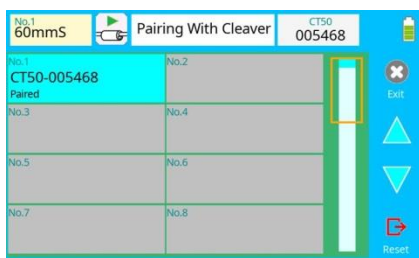 No.1
60mmS
Pairing With Cleaver
CT50
005468
No.1
CT50-005468
Paired
No.2
No.3
No.4
No.5
No.6
No.7
No.8
Exit
Reset